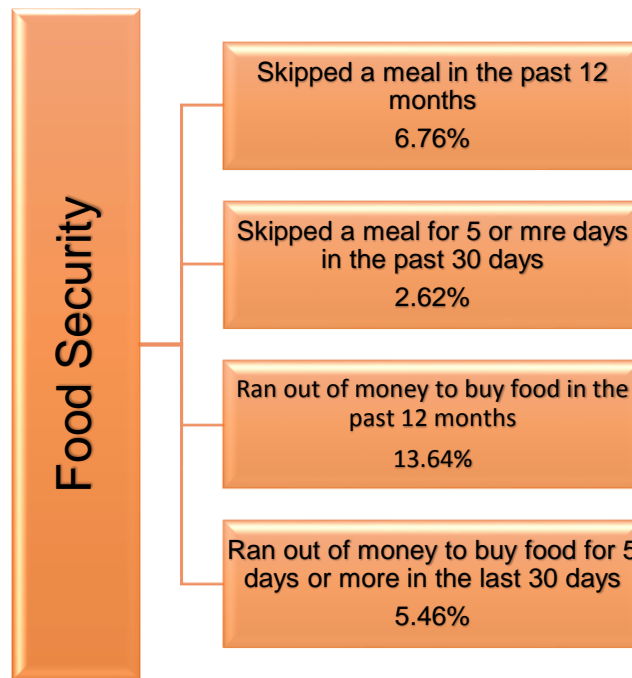 Food Security
Skipped a meal in the past 12
months
6.76%
Skipped a meal for 5 or mre days
in the past 30 days
2.62%
Ran out of money to buy food in the
past 12 months
13.64%
Ran out of money to buy food for 5
days or more in the last 30 days
5.46%